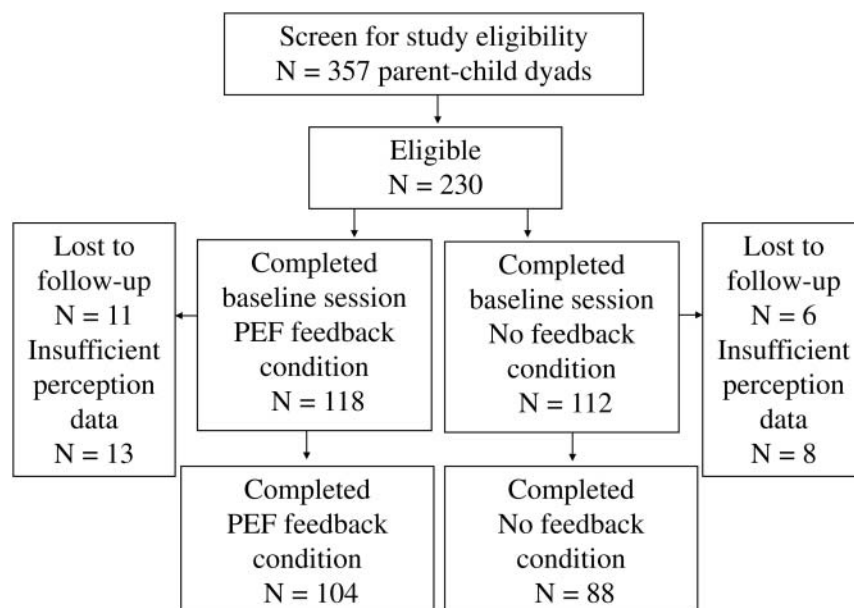 Screen for study eligibility
N = 357 parent-child dyads
Eligible
N = 230
Lost to
follow-up
N = 11
Insufficient
perception
data
N = 13
Completed
baseline session
PEF feedback
condition
N = 118
Completed
baseline session
No feedback
condition
N = 112
Lost to
follow-up
N = 6
Insufficient
perception
data
N = 8
Completed
PEF feedback
condition
N = 104
Completed
No feedback
condition
N = 88